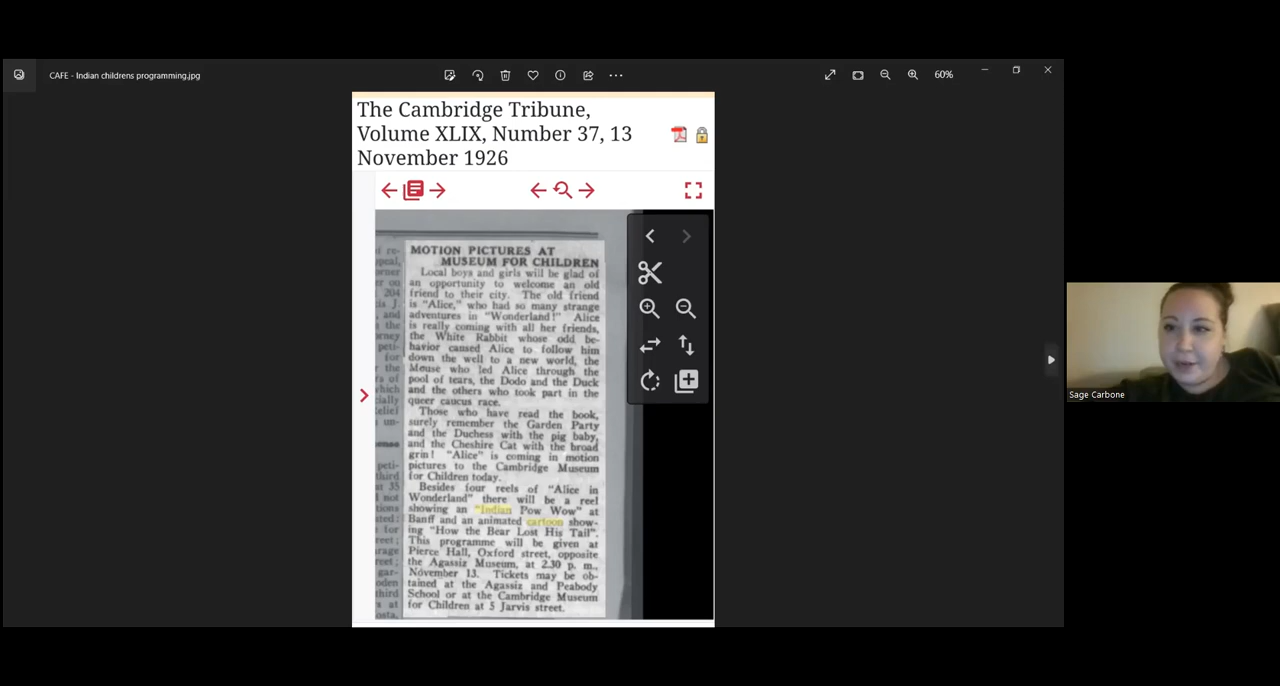 CAFE - Indian childrens programming.jpg
60%
The Cambridge Tribune,
Volume XLIX, Number 37, 13
November 1926
MOTION PICTURES AT
MUSEUM FOR CHILDREN
Local boys and girls will be glad of
an opportunity to welcome an old
friend to their city. The old friend
is "Alice," who had so many strange
adventures in "Wonderland!" Alice
is really coming with all her friends,
the White Rabbit whose odd be-
havior caused Alice to follow him
down the well to a new world, the
Mouse who led Alice through the
pool of tears, the Dodo and the Duck
and the others who took part in the
queer caucus race.
Those who have read the book,
surely remember the Garden Party
and the Duchess with the pig baby,
and the Cheshire Cat with the broad
grin! "Alice" is coming in motion
pictures to the Cambridge Museum
for Children today.
Besides four reels of "Alice in
Wonderland" there will be a reel
showing an "Indian Pow Wow" at
Banff and an animated cartoon show-
ing "How the Bear Lost His Tail".
This programme will be given at
Pierce Hall, Oxford street, opposite
the Agassiz Museum, at 2.30 p. m.,
November 13. Tickets may be ob-
tained at the Agassiz and Peabody
School or at the Cambridge Museum
for Children at 5 Jarvis street.
Sage Carbone